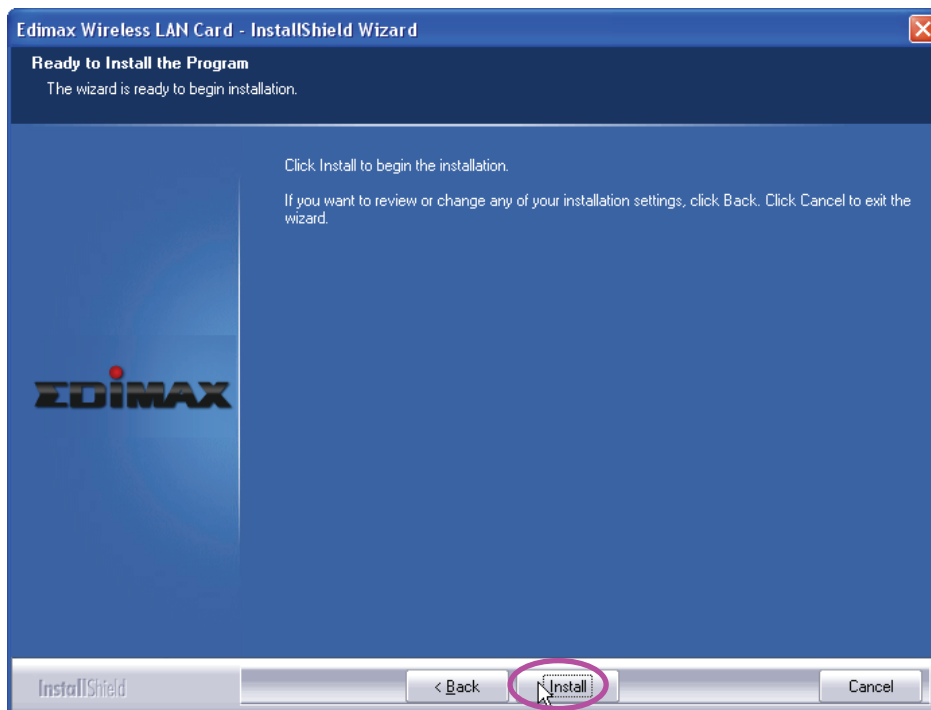 Edimax Wireless LAN Card - InstallShield Wizard
Ready to Install the Program
The wizard is ready to begin installation.
Click Install to begin the installation.
If you want to review or change any of your installation settings, click Back. Click Cancel to exit the
wizard.
EDiMAX
InstallShield
< Back
Install
Cancel